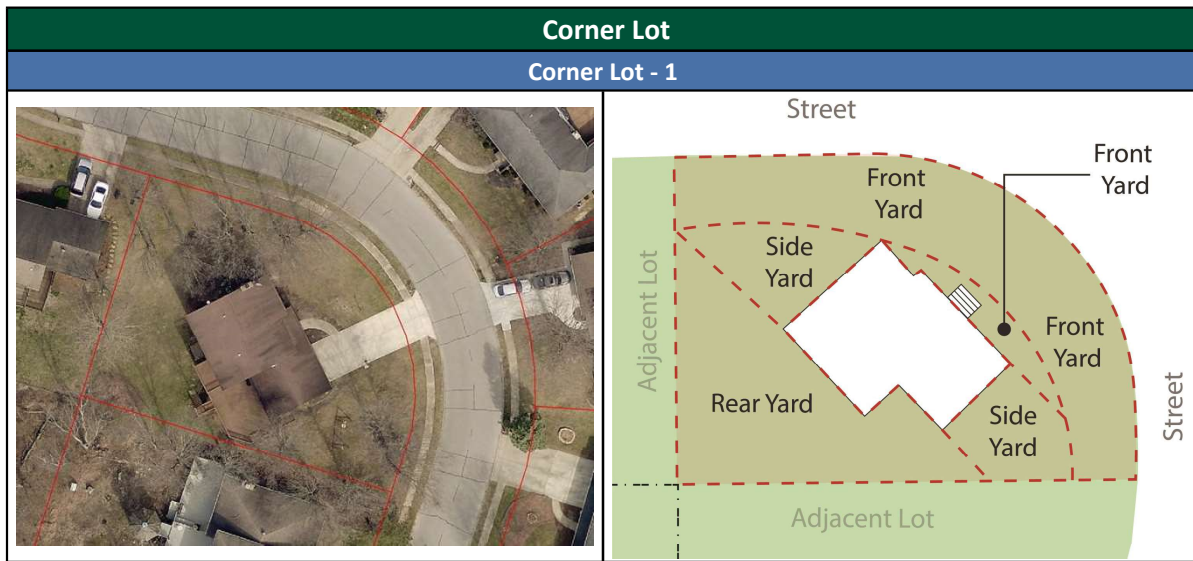 Corner Lot
Corner Lot - 1
Street
Front
Yard
Front
Yard
Side
Yard
Adjacent Lot
Front
Yard
Street
Rear Yard
Side
Yard
Adjacent Lot